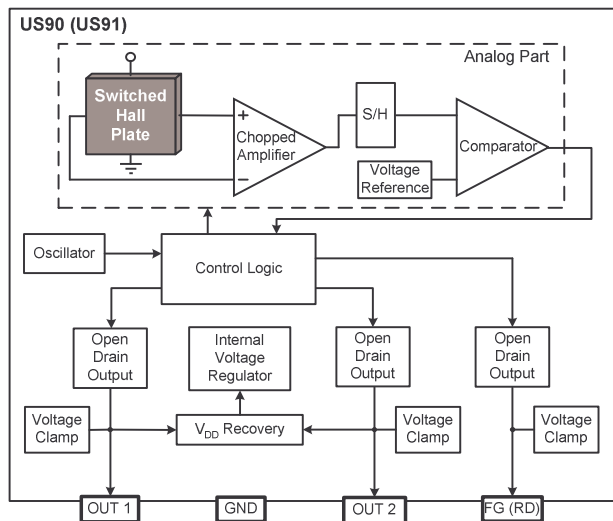 US90 (US91)
Analog Part
Switched
Hall
Plate
+
−
Chopped
Amplifier
S/H
Voltage
Reference
Comparator
Oscillator
Control Logic
Open
Drain
Output
Internal
Voltage
Regulator
Open
Drain
Output
Open
Drain
Output
Voltage
Clamp
VDD Recovery
Voltage
Clamp
Voltage
Clamp
OUT 1
GND
OUT 2
FG (RD)